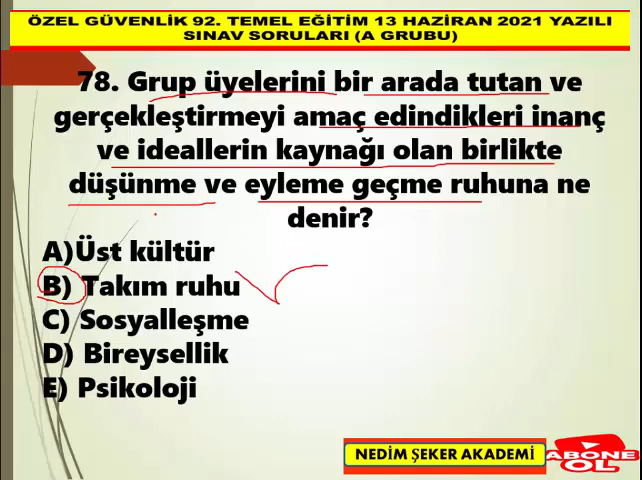 ÖZEL GÜVENLİK 92. TEMEL EĞİTİM 13 HAZİRAN 2021 YAZILI
SINAV SORULARI (A GRUBU)
78. Grup üyelerini bir arada tutan ve
gerçekleştirmeyi amaç edindikleri inanç
ve ideallerin kaynağı olan birlikte
düşünme ve eyleme geçme ruhuna ne
denir?
A)Üst kültür
B) Takım ruhu
C) Sosyalleşme
D) Bireysellik
E) Psikoloji
NEDİM ŞEKER AKADEMİ
ABONE
OL